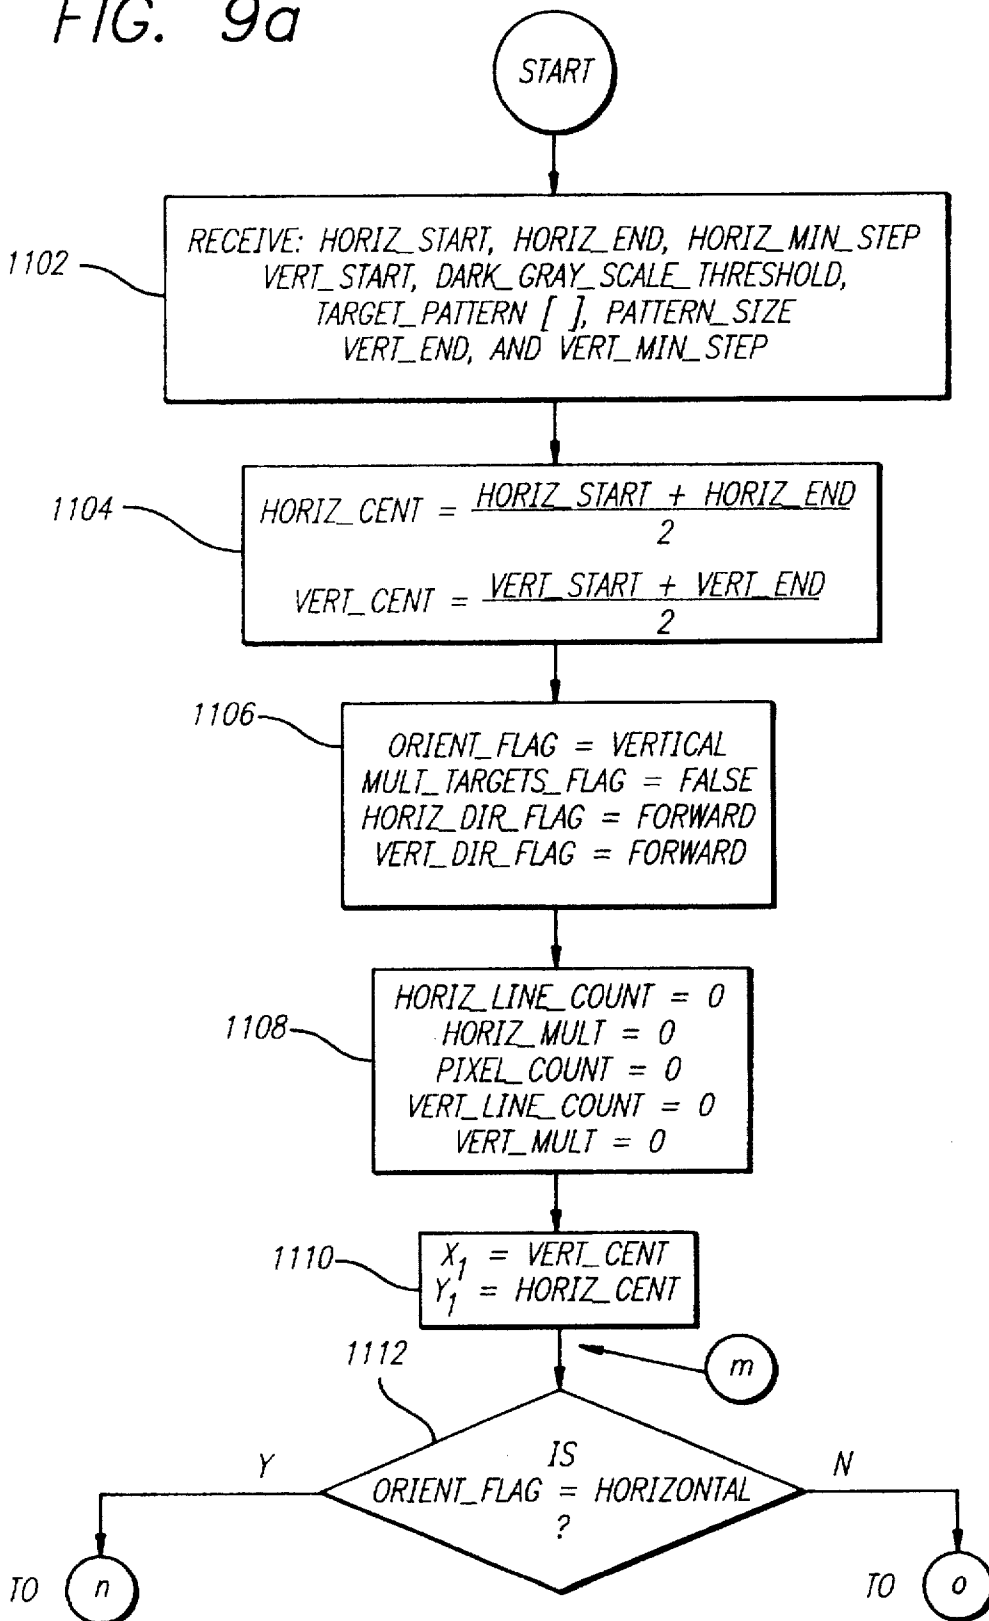 FIG. 9a
START
1102
RECEIVE: HORIZ_START, HORIZ_END, HORIZ_MIN_STEP
VERT_START, DARK_GRAY_SCALE_THRESHOLD,
TARGET_PATTERN [ ], PATTERN_SIZE
VERT_END, AND VERT_MIN_STEP
1104
HORIZ_CENT = HORIZ_START + HORIZ_END
2
VERT_CENT = VERT_START + VERT_END
2
1106
ORIENT_FLAG = VERTICAL
MULT_TARGETS_FLAG = FALSE
HORIZ_DIR_FLAG = FORWARD
VERT_DIR_FLAG = FORWARD
1108
HORIZ_LINE_COUNT = 0
HORIZ_MULT = 0
PIXEL_COUNT = 0
VERT_LINE_COUNT = 0
VERT_MULT = 0
1110
X1 = VERT_CENT
Y1 = HORIZ_CENT
1112
m
Y
IS
ORIENT_FLAG = HORIZONTAL
?
N
TO n
TO o